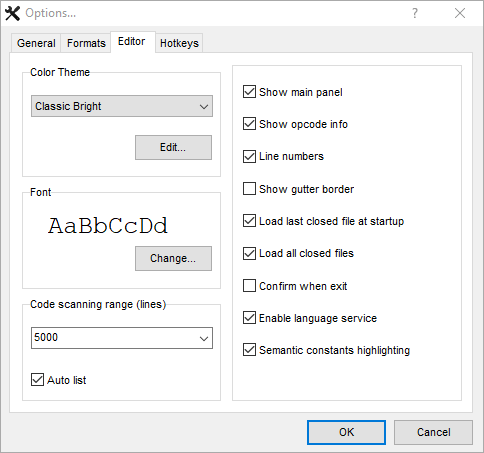 Options...
?
General Formats Editor Hotkeys
Color Theme
Classic Bright
Edit...
Font
AaBbCcDd
Change...
Code scanning range (lines)
5000
Auto list
Show main panel
Show opcode info
Line numbers
Show gutter border
Load last closed file at startup
Load all closed files
Confirm when exit
Enable language service
Semantic constants highlighting
OK Cancel